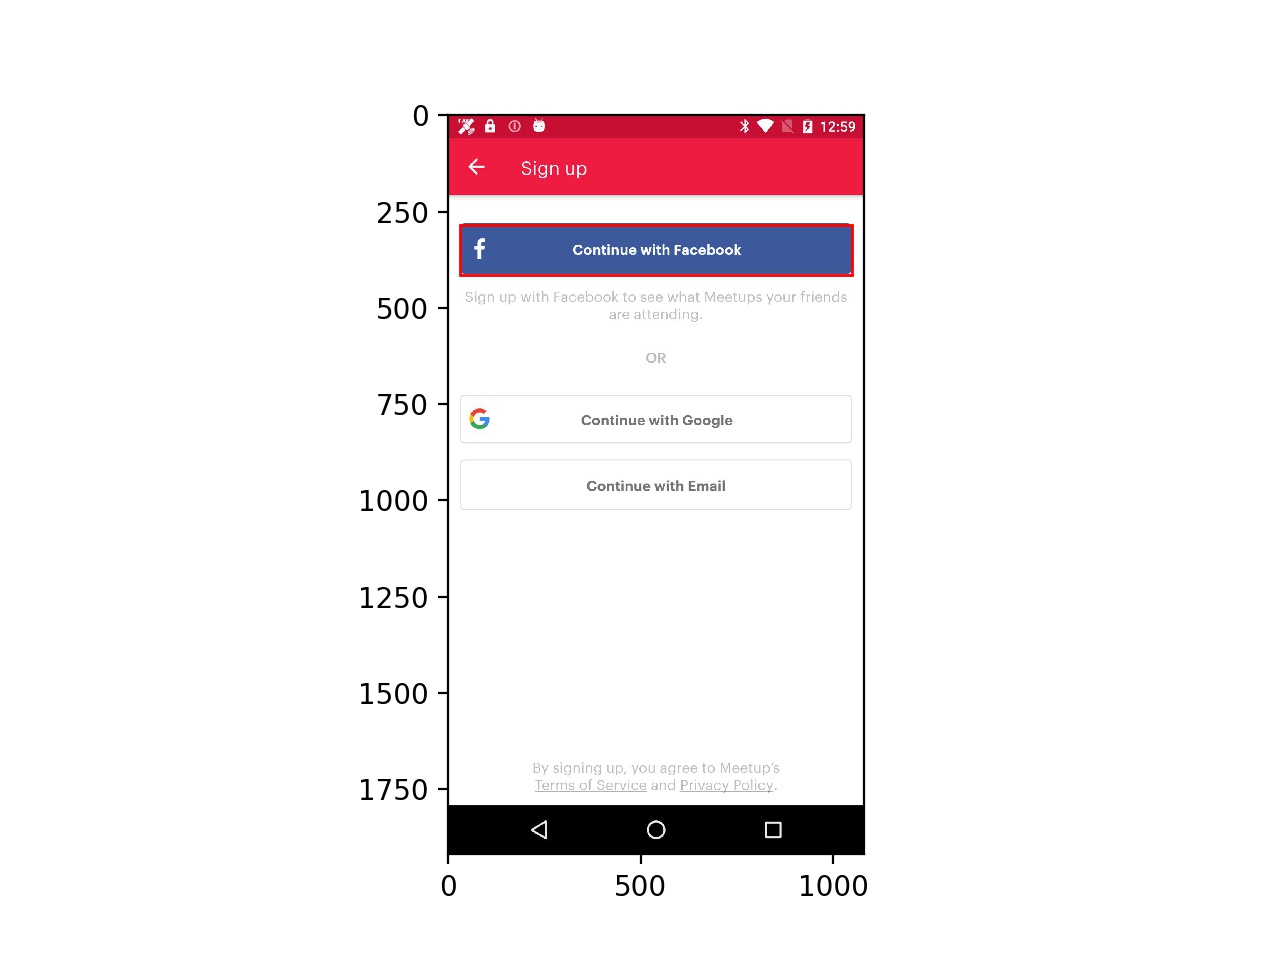 12:59
Sign up
Continue with Facebook
Sign up with Facebook to see what Meetups your friends
are attending.
OR
Continue with Google
Continue with Email
By signing up, you agree to Meetup's
Terms of Service and Privacy Policy.
0
250
500
750
1000
1250
1500
1750
0 500 1000